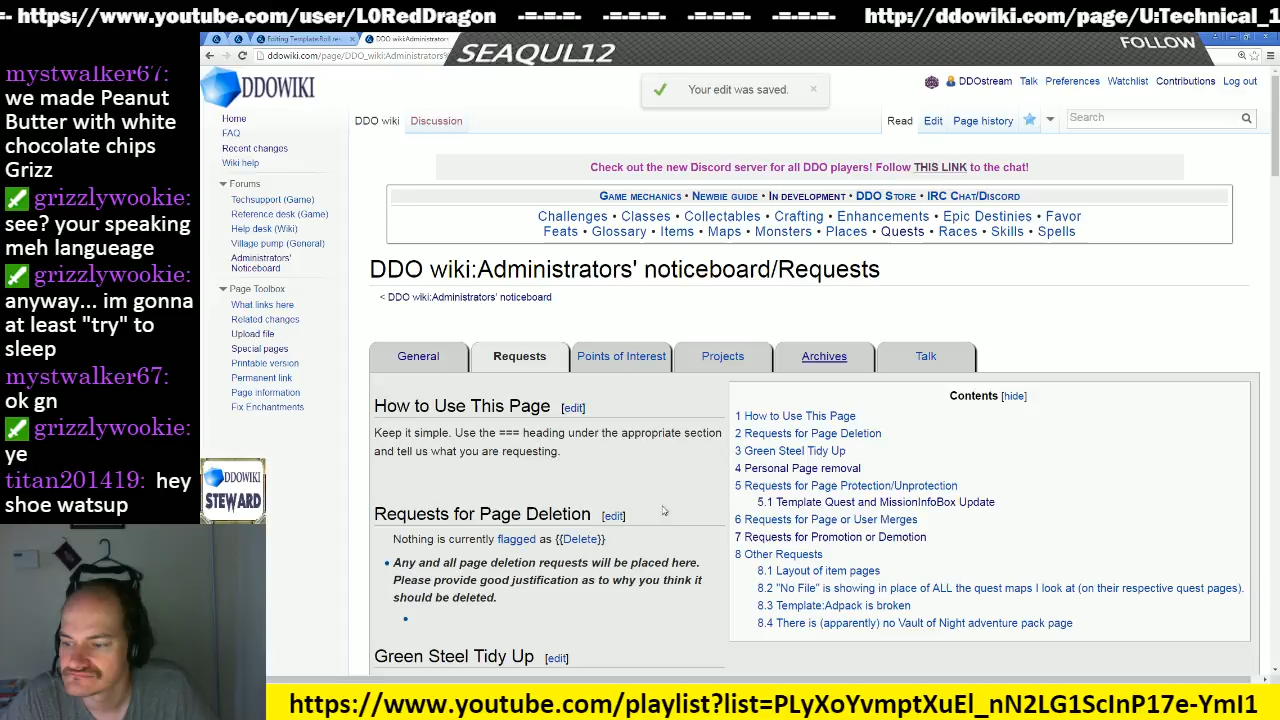 -- https://www.youtube.com/user/L0RedDragon -=-=-=- -=-=-=- -=-=-=- -=-=-=- http://ddowiki.com/page/U:Technical_1
mystwalker67:
we made Peanut
Butter with white
chocolate chips
Grizz
grizzlywookie:
see? your speaking
meh langueage
grizzlywookie:
anyway... im gonna
at least "try" to
sleep
mystwalker67:
ok gn
grizzlywookie:
ye
titan201419: hey
shoe watsup
ddowiki.com/page/DDO_wiki:Administrators
SEAQUL12
FOLLOW
DDOWIKI
Your edit was saved.
DDOstream Talk Preferences Watchlist Contributions Log out
Home
FAQ
Recent changes
Wiki help
Forums
Techsupport (Game)
Reference desk (Game)
Help desk (Wiki)
Village pump (General)
Administrators'
Noticeboard
Page Toolbox
What links here
Related changes
Upload file
Special pages
Printable version
Permanent link
Page information
Fix Enchantments
DDOWIKI
STEWARD
DDO wiki Discussion
Read Edit Page history
Search
Check out the new Discord server for all DDO players! Follow THIS LINK to the chat!
Game mechanics • Newbie guide • In development • DDO Store • IRC Chat/Discord
Challenges • Classes • Collectables • Crafting • Enhancements • Epic Destinies • Favor
Feats • Glossary • Items • Maps • Monsters • Places • Quests • Races • Skills • Spells
DDO wiki:Administrators' noticeboard/Requests
< DDO wiki:Administrators' noticeboard
General Requests Points of Interest Projects Archives Talk
How to Use This Page [edit]
Keep it simple. Use the === heading under the appropriate section
and tell us what you are requesting.
Requests for Page Deletion [edit]
Nothing is currently flagged as {{Delete}}
• Any and all page deletion requests will be placed here.
Please provide good justification as to why you think it
should be deleted.
Green Steel Tidy Up [edit]
Contents [hide]
1 How to Use This Page
2 Requests for Page Deletion
3 Green Steel Tidy Up
4 Personal Page removal
5 Requests for Page Protection/Unprotection
5.1 Template Quest and MissionInfoBox Update
6 Requests for Page or User Merges
7 Requests for Promotion or Demotion
8 Other Requests
8.1 Layout of item pages
8.2 "No File" is showing in place of ALL the quest maps I look at (on their respective quest pages).
8.3 Template:Adpack is broken
8.4 There is (apparently) no Vault of Night adventure pack page
https://www.youtube.com/playlist?list=PLyXoYvmptXuEl_nN2LG1ScInP17e-YmI1